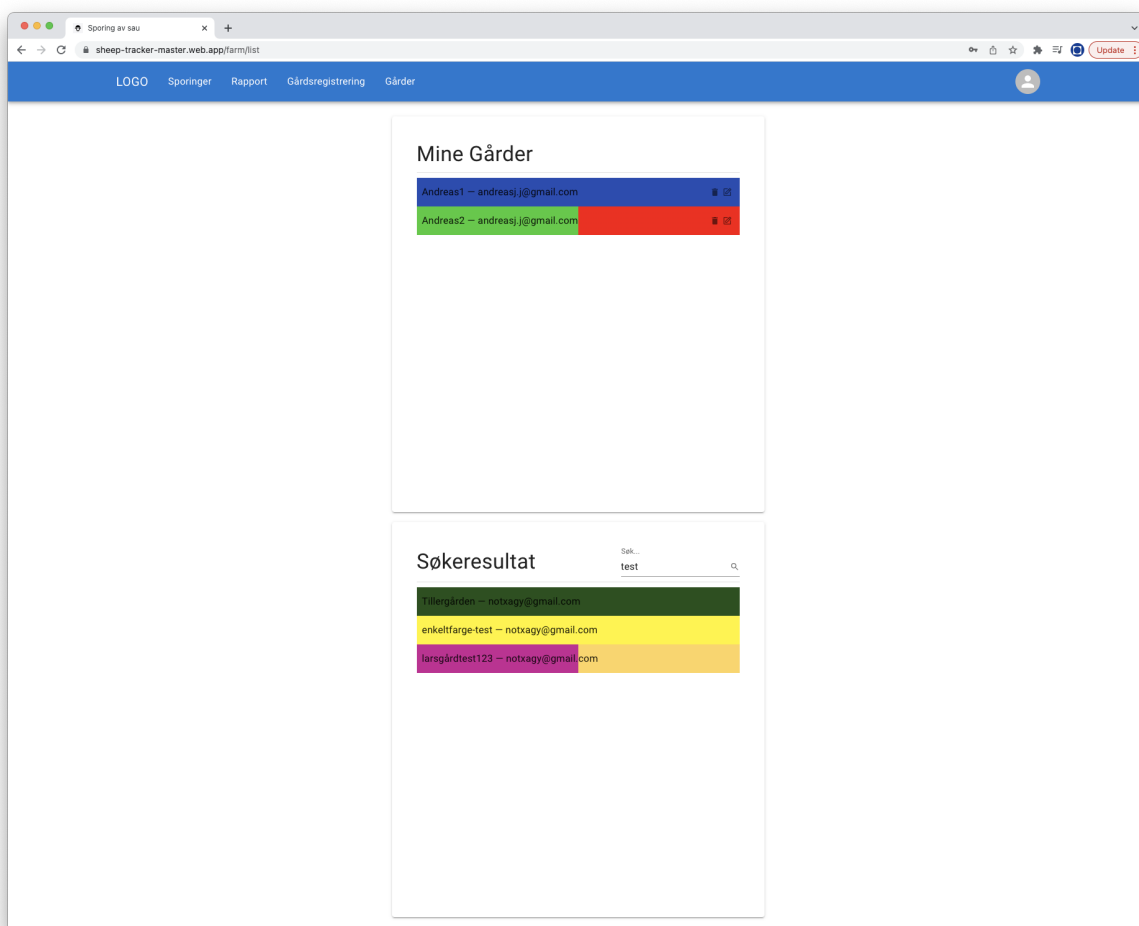 Sporing av sau
sheep-tracker-master.web.app/farm/list
Update
LOGO Sporinger Rapport Gårdsregistrering Gårder
Mine Gårder
Andreas1 — andreasj.j@gmail.com
Andreas2 — andreasj.j@gmail.com
Søkeresultat
Søk...
test
Tillergården — notxagy@gmail.com
enkeltfarge-test — notxagy@gmail.com
larsgårdtest123 — notxagy@gmail.com